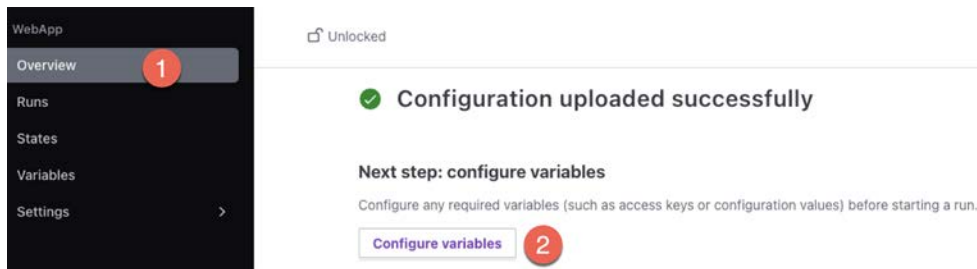 WebApp
Overview
1
Runs
States
Variables
Settings
Unlocked
Configuration uploaded successfully
Next step: configure variables
Configure any required variables (such as access keys or configuration values) before starting a run.
Configure variables
2